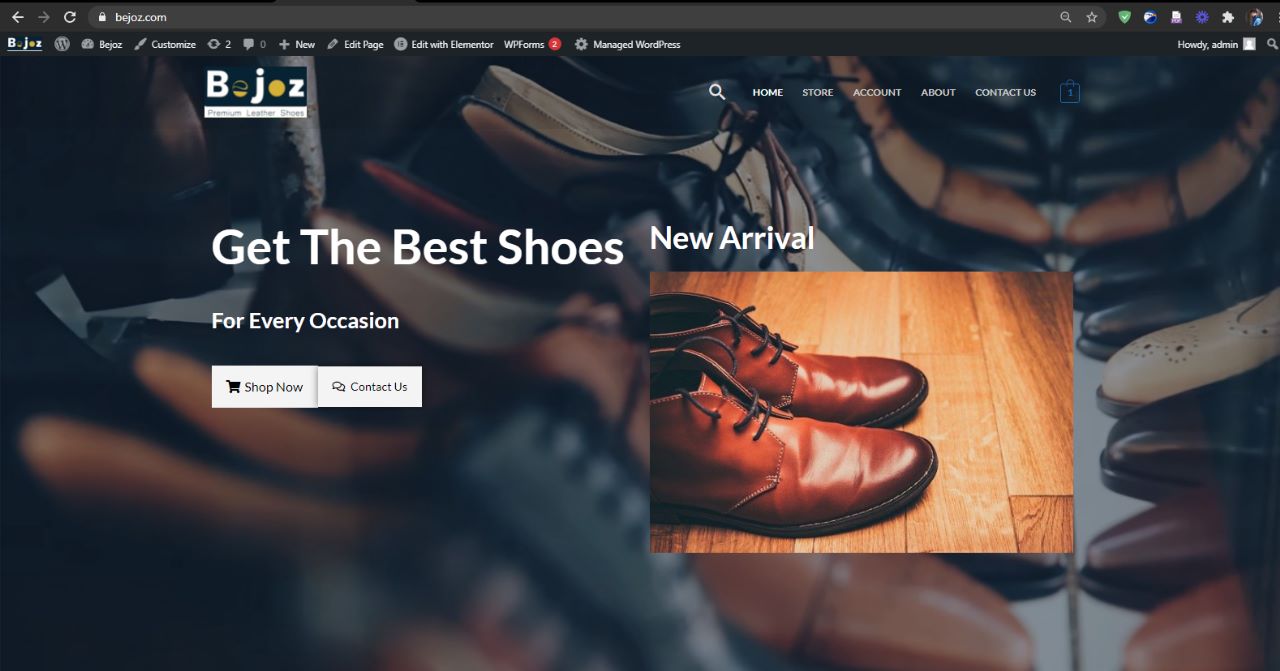 bejoz.com
Bejoz Bejoz Customize 2 0 New Edit Page Edit with Elementor WPForms 2 Managed WordPress Howdy, admin
Bejoz
Premium Leather Shoes
HOME STORE ACCOUNT ABOUT CONTACT US 1
Get The Best Shoes
For Every Occasion
Shop Now Contact Us
New Arrival